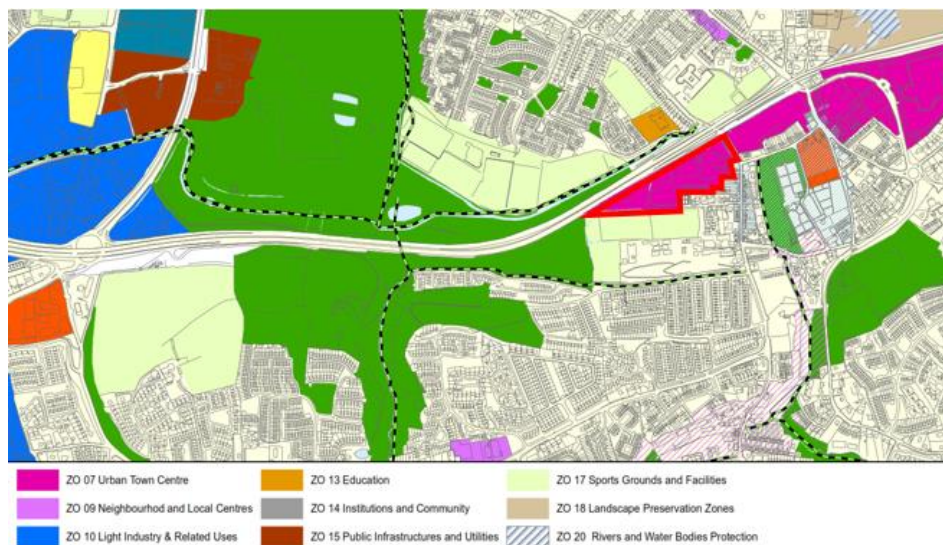 ZO 07 Urban Town Centre
ZO 13 Education
ZO 17 Sports Grounds and Facilities
ZO 09 Neighbourhod and Local Centres
ZO 14 Institutions and Community
ZO 18 Landscape Preservation Zones
ZO 10 Light Industry & Related Uses
ZO 15 Public Infrastructures and Utilities
ZO 20 Rivers and Water Bodies Protection